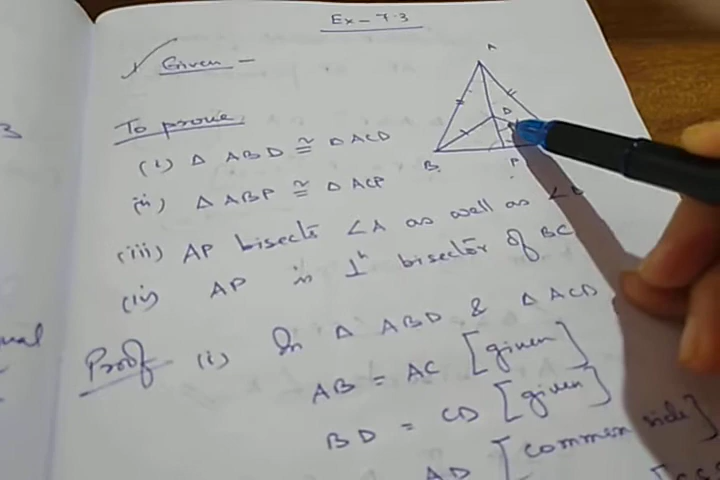 Ex-7.3
Given -
To prove:
(i) Δ ABD ≅ Δ ACD
(ii) Δ ABP ≅ Δ ACP
(iii) AP bisects ∠A as well as ∠
(iv) AP is ⊥ʳ bisector of BC
Proof (i) In Δ ABD & Δ ACD
AB = AC [given]
BD = CD [given]
AD [common side]
A
D
B
P